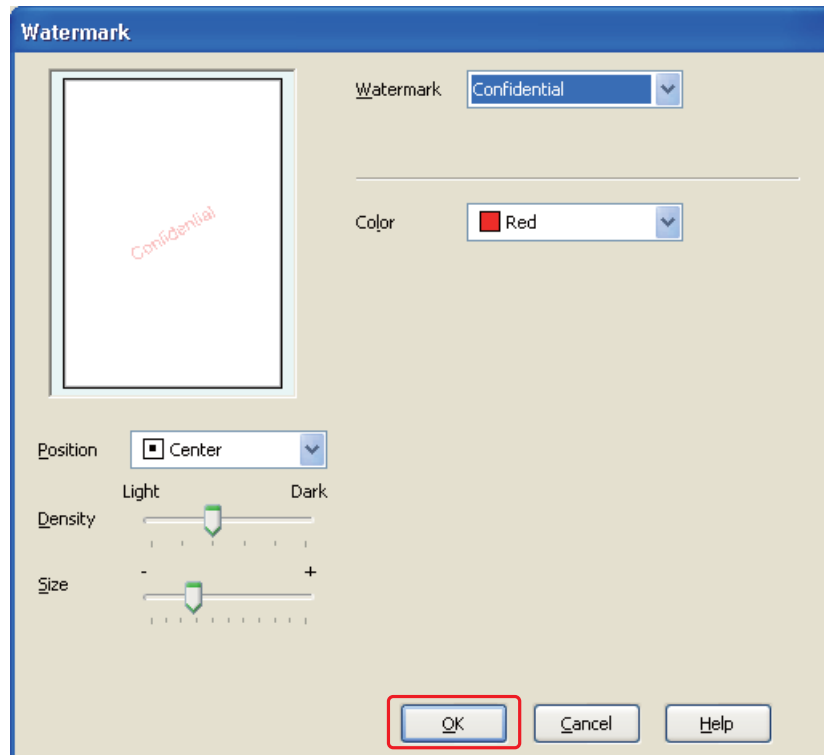 Watermark
Confidential
Watermark Confidential
Color Red
Position Center
Light Dark
Density
- +
Size
OK Cancel Help